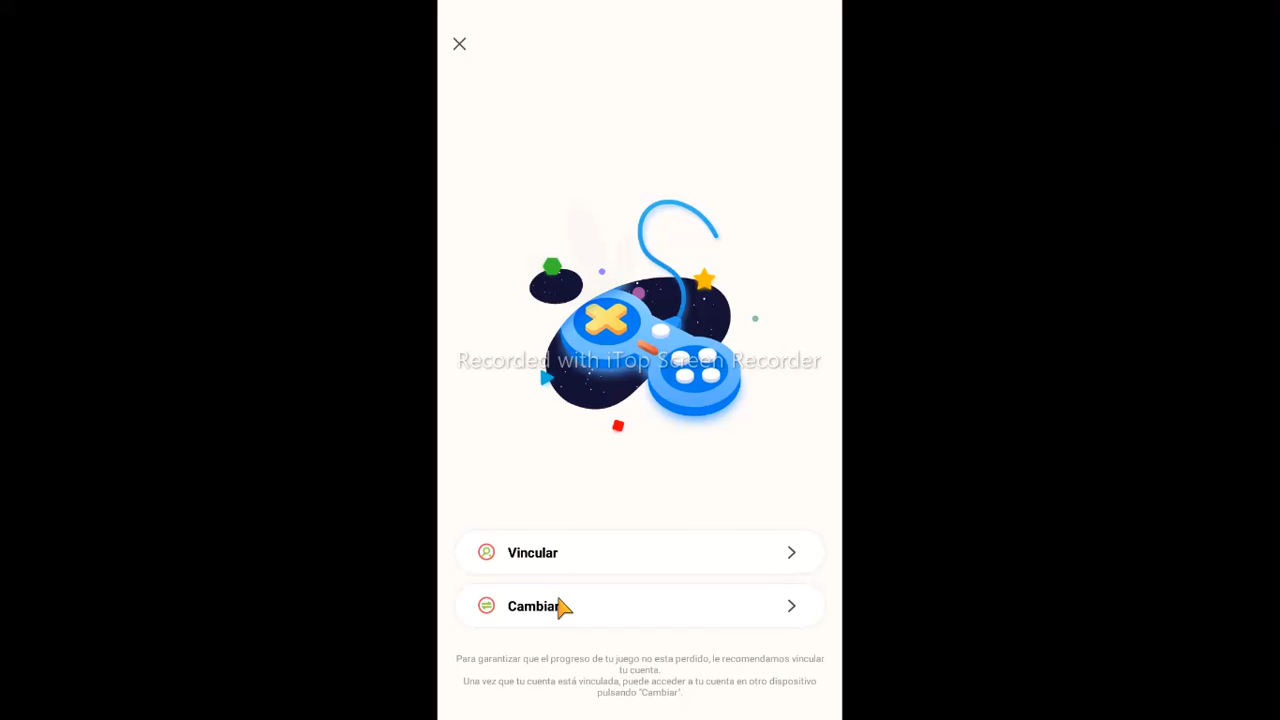 Recorded with iTop Screen Recorder
Vincular
Cambiar
Para garantizar que el progreso de tu juego no esta perdido, le recomendamos vincular
tu cuenta.
Una vez que tu cuenta está vinculada, puede acceder a tu cuenta en otro dispositivo
pulsando "Cambiar".